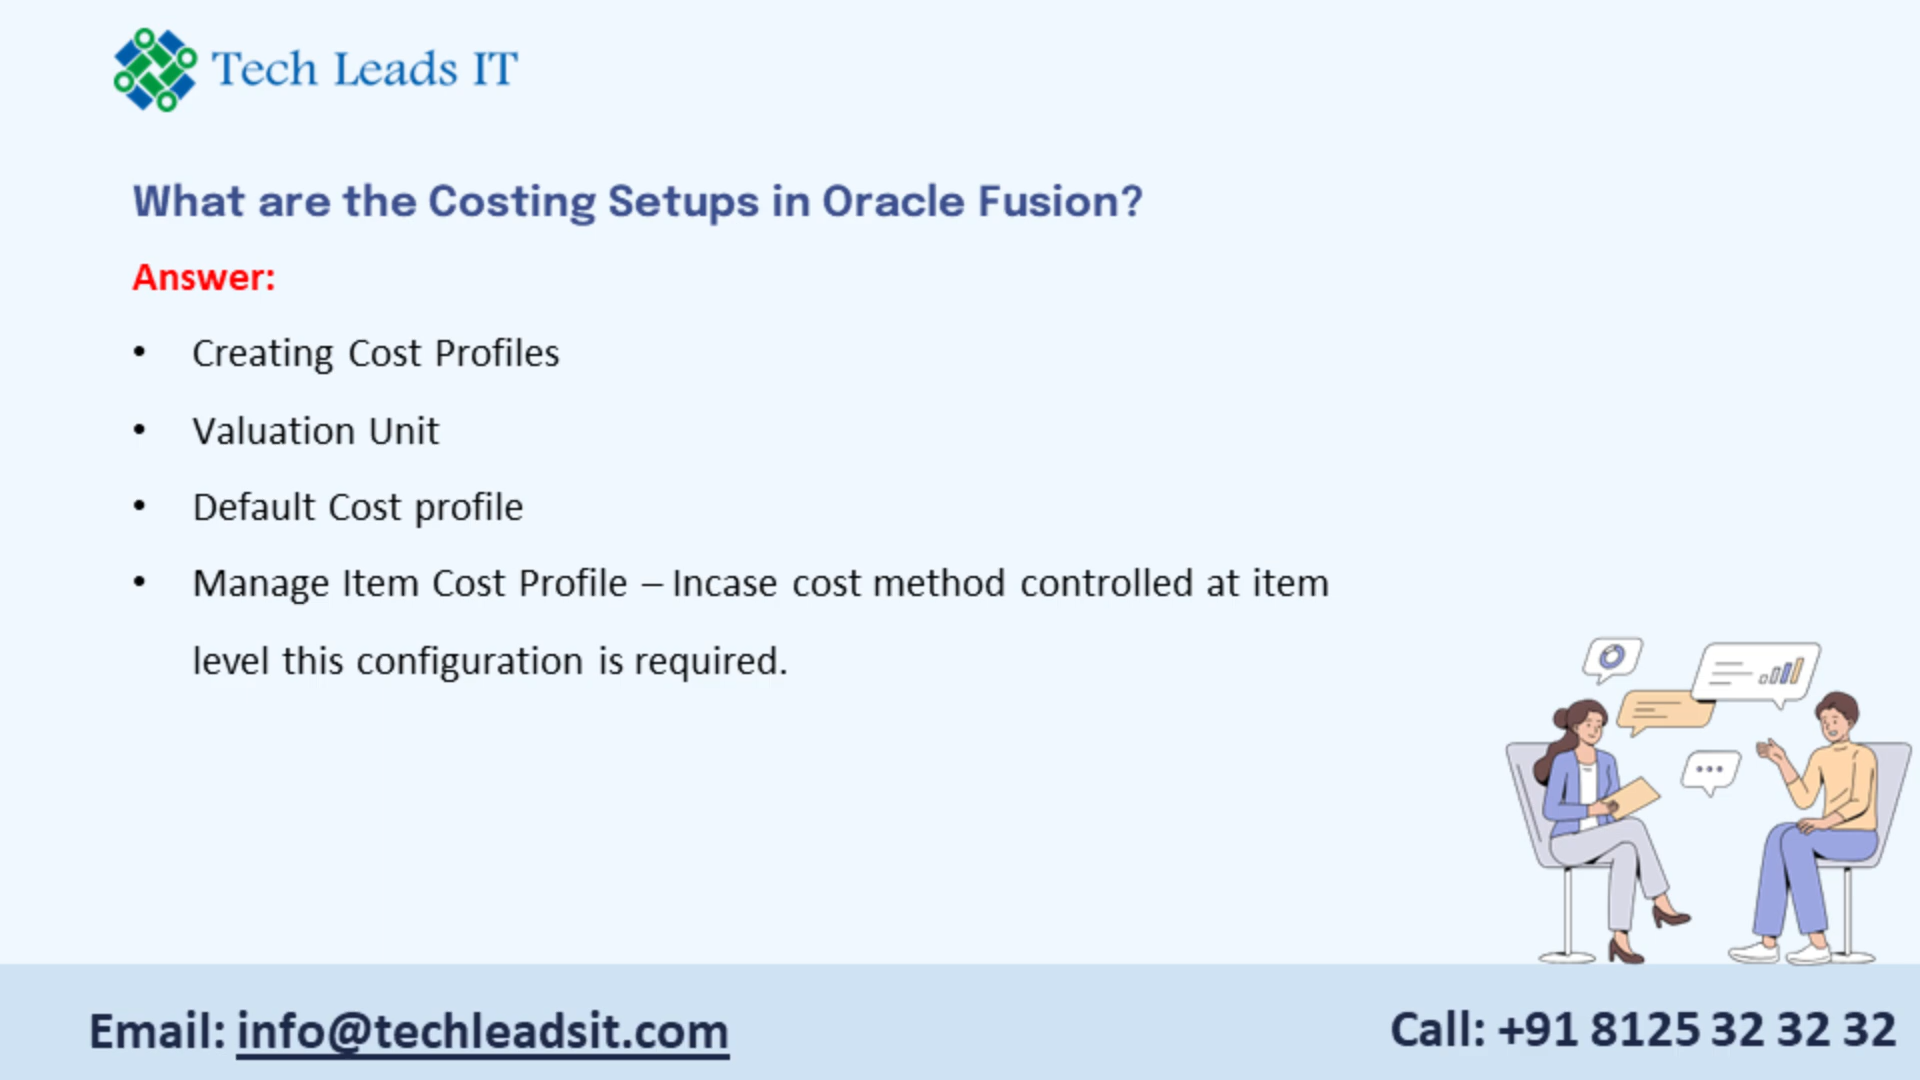 Tech Leads IT
What are the Costing Setups in Oracle Fusion?
Answer:
• Creating Cost Profiles
• Valuation Unit
• Default Cost profile
• Manage Item Cost Profile – Incase cost method controlled at item
level this configuration is required.
Email: info@techleadsit.com
Call: +91 8125 32 32 32